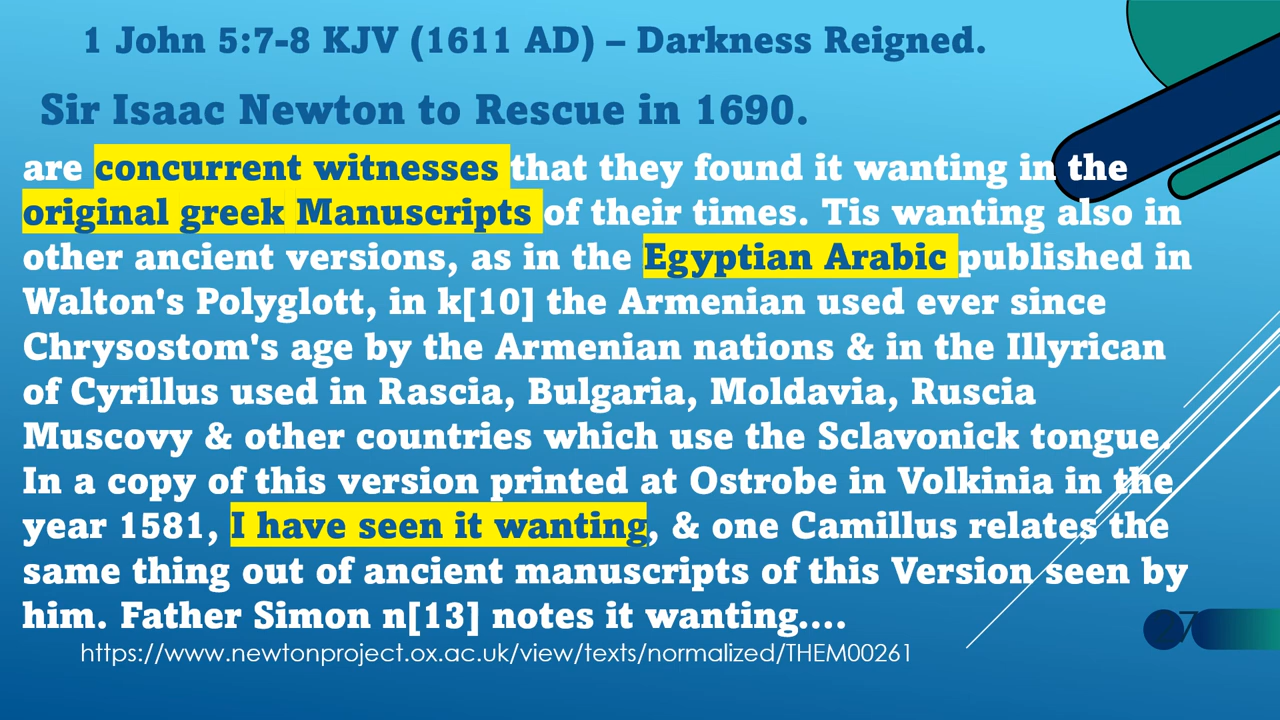 1 John 5:7-8 KJV (1611 AD) – Darkness Reigned.
Sir Isaac Newton to Rescue in 1690.
are concurrent witnesses that they found it wanting in the
original greek Manuscripts of their times. Tis wanting also in
other ancient versions, as in the Egyptian Arabic published in
Walton's Polyglott, in k[10] the Armenian used ever since
Chrysostom's age by the Armenian nations & in the Illyrican
of Cyrillus used in Rascia, Bulgaria, Moldavia, Ruscia
Muscovy & other countries which use the Sclavonick tongue.
In a copy of this version printed at Ostrobe in Volkinia in the
year 1581, I have seen it wanting, & one Camillus relates the
same thing out of ancient manuscripts of this Version seen by
him. Father Simon n[13] notes it wanting....
https://www.newtonproject.ox.ac.uk/view/texts/normalized/THEM00261